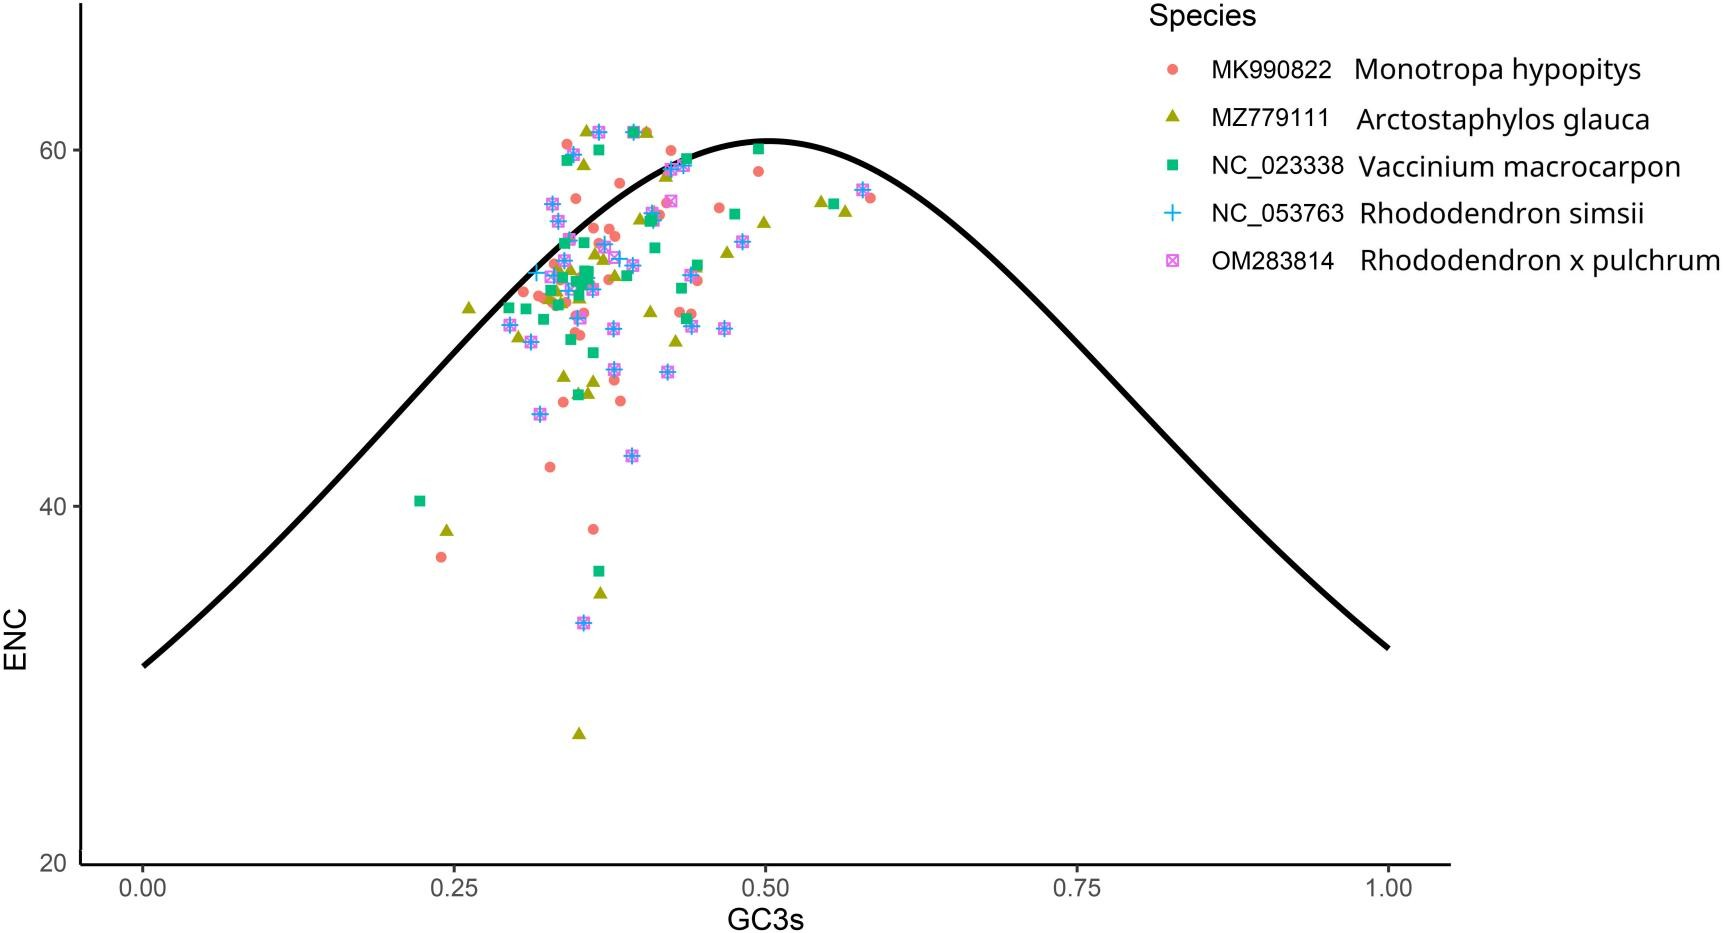 Species
MK990822 Monotropa hypopitys
MZ779111 Arctostaphylos glauca
NC_023338 Vaccinium macrocarpon
NC_053763 Rhododendron simsii
OM283814 Rhododendron x pulchrum
60
40
20
ENC
0.00 0.25 0.50 0.75 1.00
GC3s